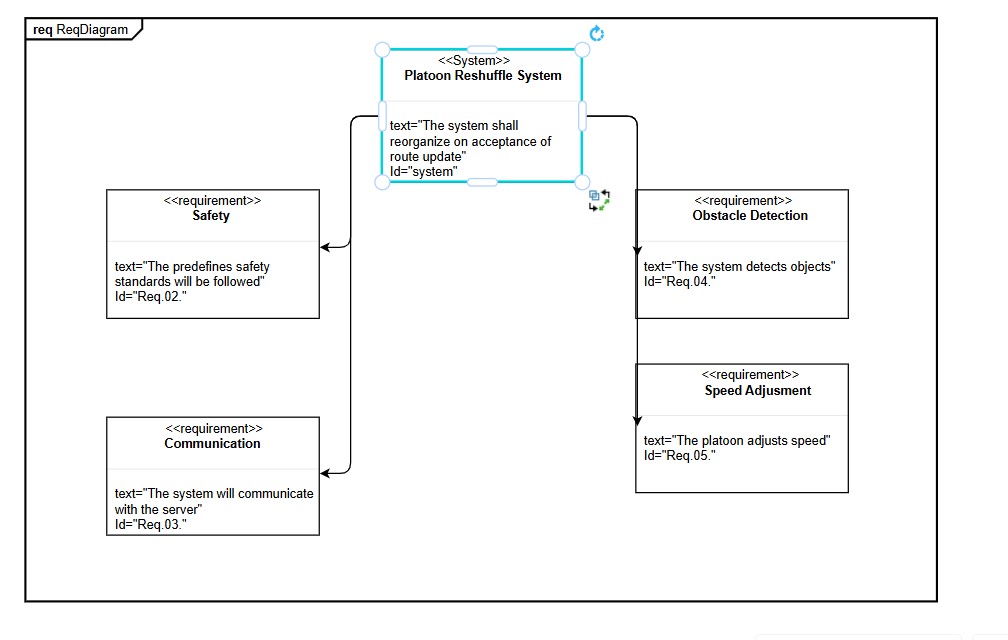 req ReqDiagram
<<System>>
Platoon Reshuffle System
text="The system shall
reorganize on acceptance of
route update"
Id="system"
<<requirement>>
Safety
text="The predefines safety
standards will be followed"
Id="Req.02."
<<requirement>>
Obstacle Detection
text="The system detects objects"
Id="Req.04."
<<requirement>>
Speed Adjusment
text="The platoon adjusts speed"
Id="Req.05."
<<requirement>>
Communication
text="The system will communicate
with the server"
Id="Req.03."